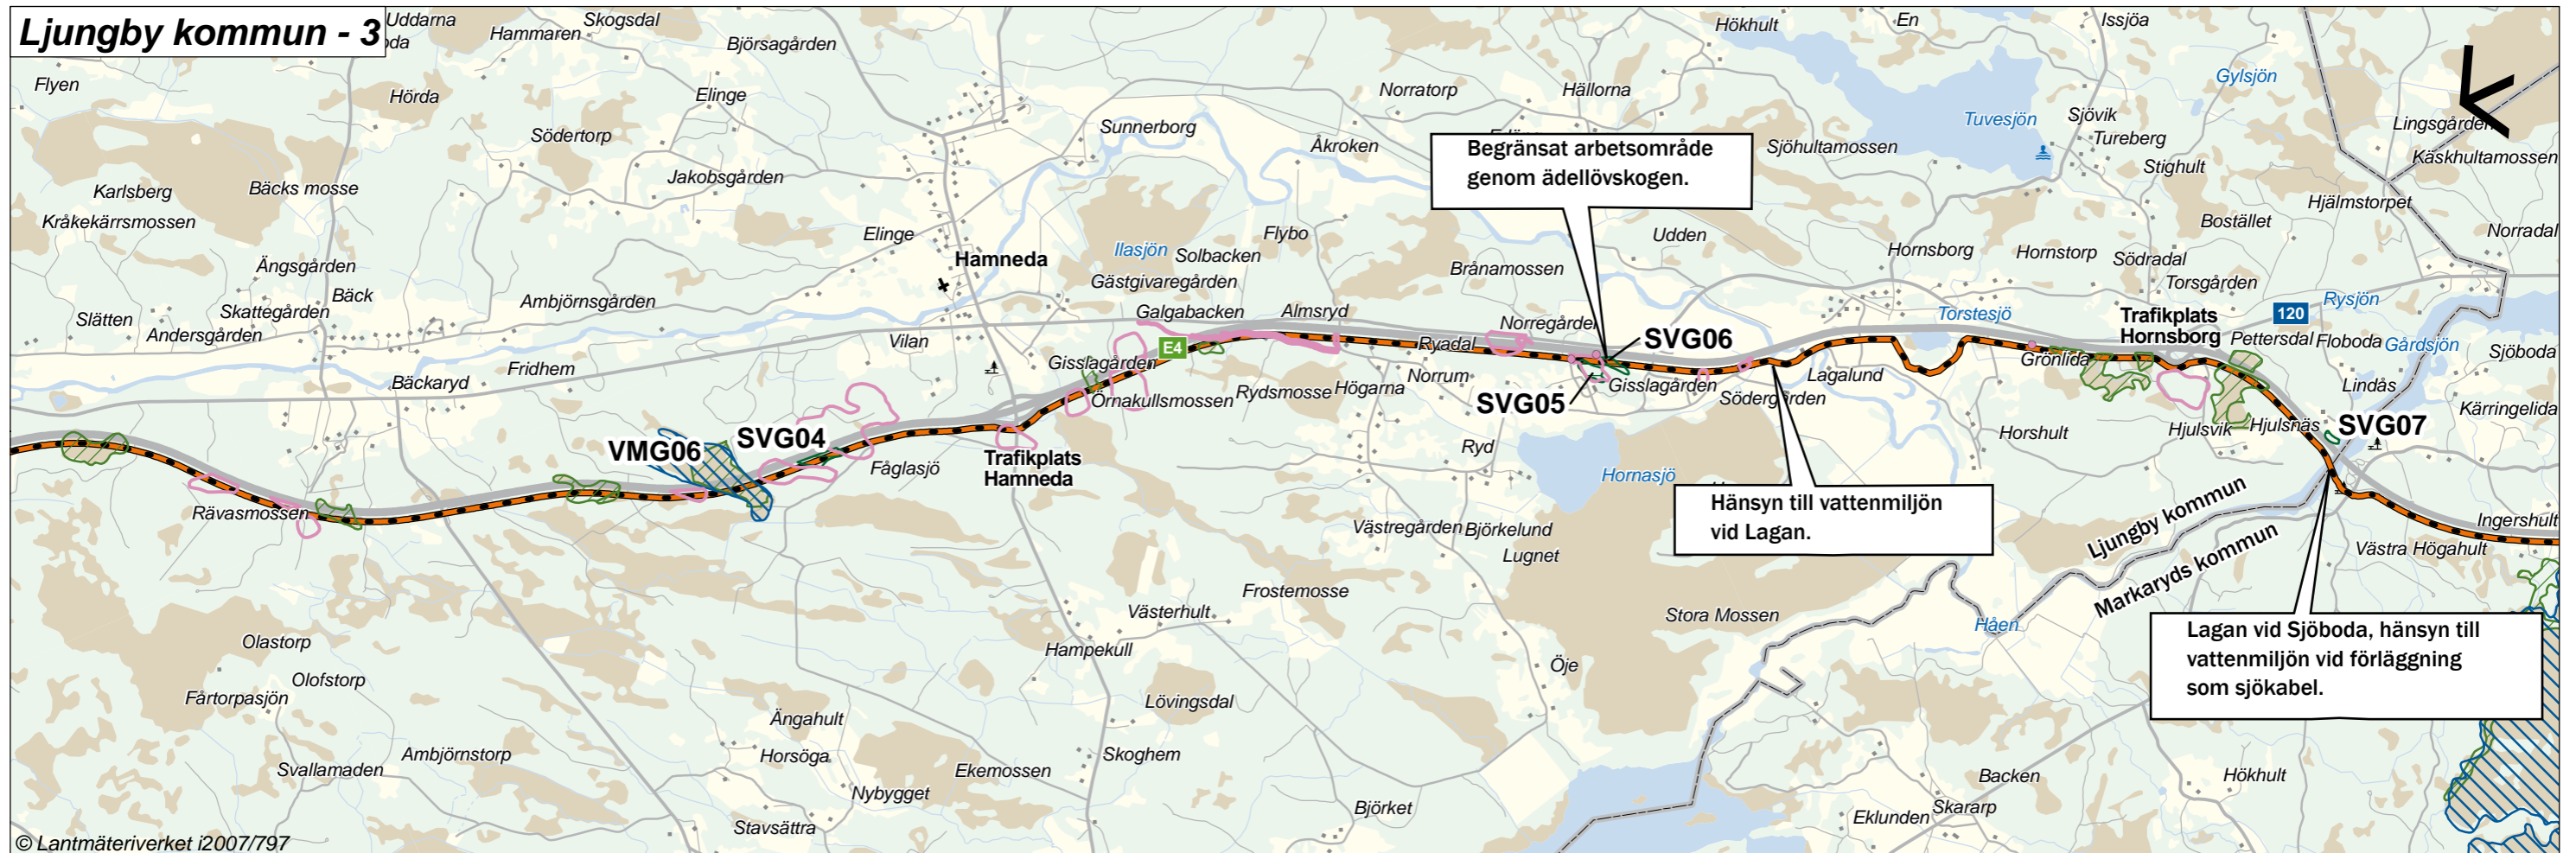 Ljungby kommun - 3
Uddarna
Skogsdal
Hammaren
Björsagården
Hökhult
En
Issjöa
Flyen
Hörda
Elinge
Norratorp
Hällorna
Gylsjön
Södertorp
Sunnerborg
Åkroken
Tuvesjön
Sjövik
Tureberg
Lingsgården
Käskhultamossen
Begränsat arbetsområde
genom ädellövskogen.
Sjöhultamossen
Stighult
Karlsberg
Bäcks mosse
Jakobsgården
Kråkekärrsmossen
Hjälmstorpet
Bostället
Norradal
Elinge
Hamneda
Ilasjön
Solbacken
Flybo
Udden
Hornsborg
Hornstorp
Södradal
Torsgården
Ängsgården
Bäck
Skattegården
Slätten
Andersgården
Ambjörnsgården
Gästgivaregården
Galgabacken
Almsryd
Brånamossen
Norregården
Torstesjö
Trafikplats
Hornsborg
120
Rysjön
Pettersdal
Floboda
Gårdsjön
Sjöboda
Vilan
E4
Ryadal
SVG06
Grönlida
Fridhem
Bäckaryd
Gisslagården
Örnakullsmossen
Rydsmosse
Högarna
Norrum
Gisslagården
Lagalund
Södergården
Lindås
Kärringelida
SVG05
VMG06
SVG04
Fåglasjö
Trafikplats
Hamneda
Ryd
Hornasjö
Horshult
Hjulsvik
Hjulsnäs
SVG07
Rävasmossen
Hänsyn till vattenmiljön
vid Lagan.
Västregården
Björkelund
Lugnet
Ljungby kommun
Markaryds kommun
Ingershult
Västra Högahult
Frostemosse
Västerhult
Hampekull
Stora Mossen
Håen
Lagan vid Sjöboda, hänsyn till
vattenmiljön vid förläggning
som sjökabel.
Olastorp
Olofstorp
Fårtorpasjön
Öje
Lövingsdal
Ängahult
Horsöga
Ambjörnstorp
Svallamaden
Skoghem
Ekemossen
Nybygget
Björket
Backen
Skararp
Eklunden
Hökhult
Stavsättra
© Lantmäteriverket i2007/797